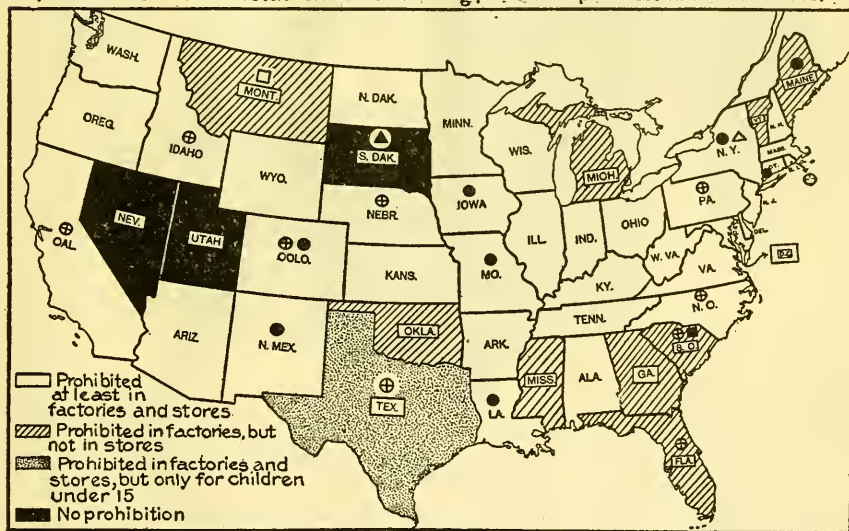 WASH.
MONT.
N. DAK.
MINN.
MAINE
OREG.
IDAHO
S. DAK.
WIS.
MICH.
N.Y.
N.H.
MASS.
WYO.
IOWA
NEBR.
PA.
N.J.
NEV.
UTAH
CAL.
COLO.
KANS.
MO.
ILL.
IND.
OHIO
W. VA.
VA.
DEL.
D.C.
KY.
ARIZ.
N. MEX.
OKLA.
ARK.
TENN.
N. C.
S. C.
TEX.
LA.
MISS.
ALA.
GA.
FLA.
Prohibited
at least in
factories and stores
Prohibited in factories, but
not in stores
Prohibited in factories and
stores, but only for children
under 15
No prohibition